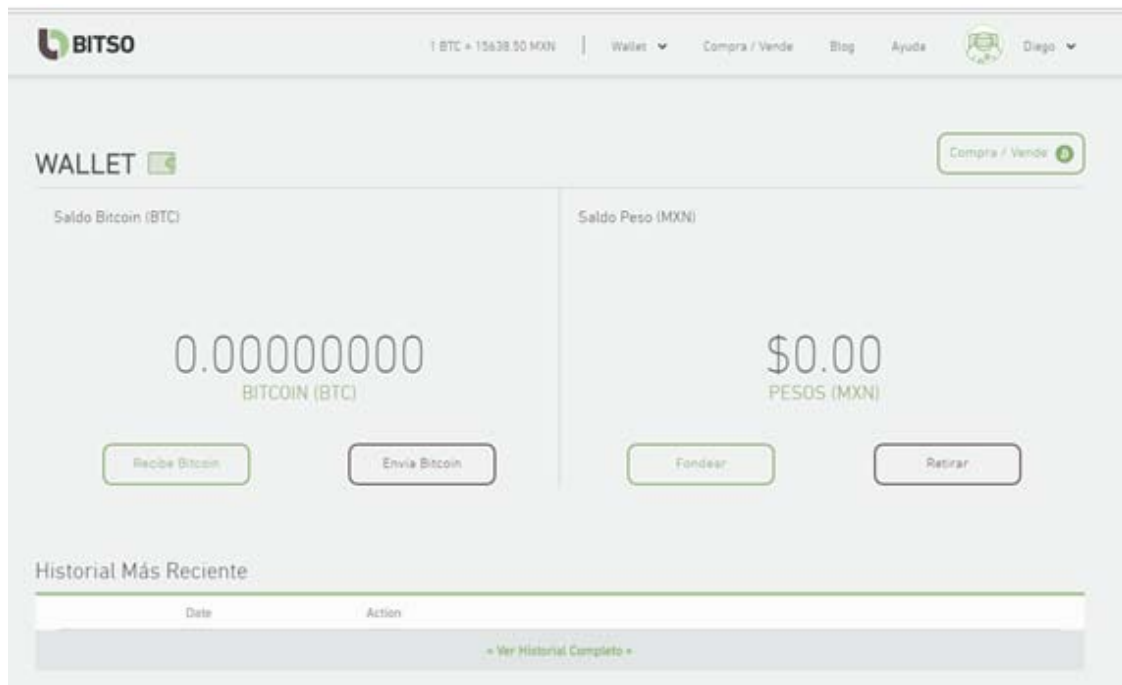 BITSO
1 BTC = 15638.50 MXN | Wallet Compra / Vende Blog Ayuda Diego
WALLET
Compra / Vende
Saldo Bitcoin (BTC)
Saldo Peso (MXN)
0.00000000
BITCOIN (BTC)
$0.00
PESOS (MXN)
Recibe Bitcoin
Envía Bitcoin
Fondear
Retirar
Historial Más Reciente
Date Action
« Ver Historial Completo »